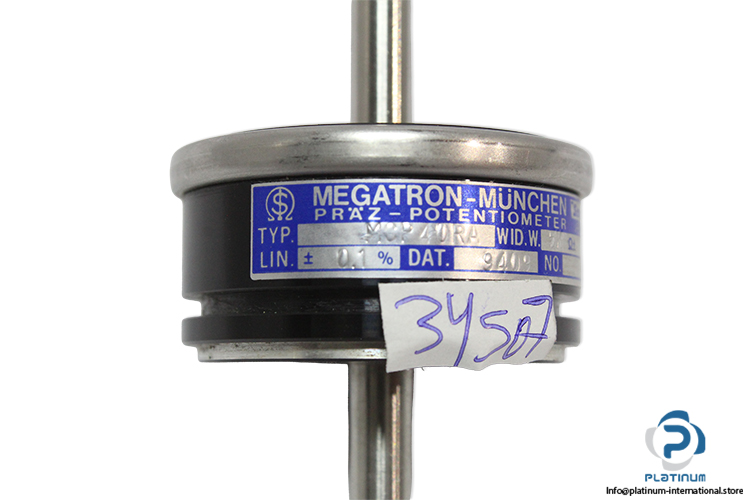 MEGATRON-MÜNCHEN
PRÄZ-POTENTIOMETER
TYP. WID.W. Ω
LIN. ± 0.1 % DAT. NO.
34507
PLATINUM
Info@platinum-international.store